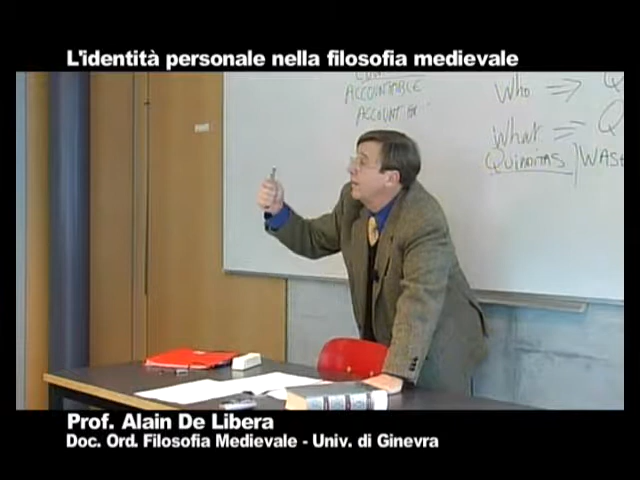 L'identità personale nella filosofia medievale
ACCOUNTABLE
ACCOUNT for
Who ⇒ Q
What = Q
QUIDDITAS / WAS
Prof. Alain De Libera
Doc. Ord. Filosofia Medievale - Univ. di Ginevra